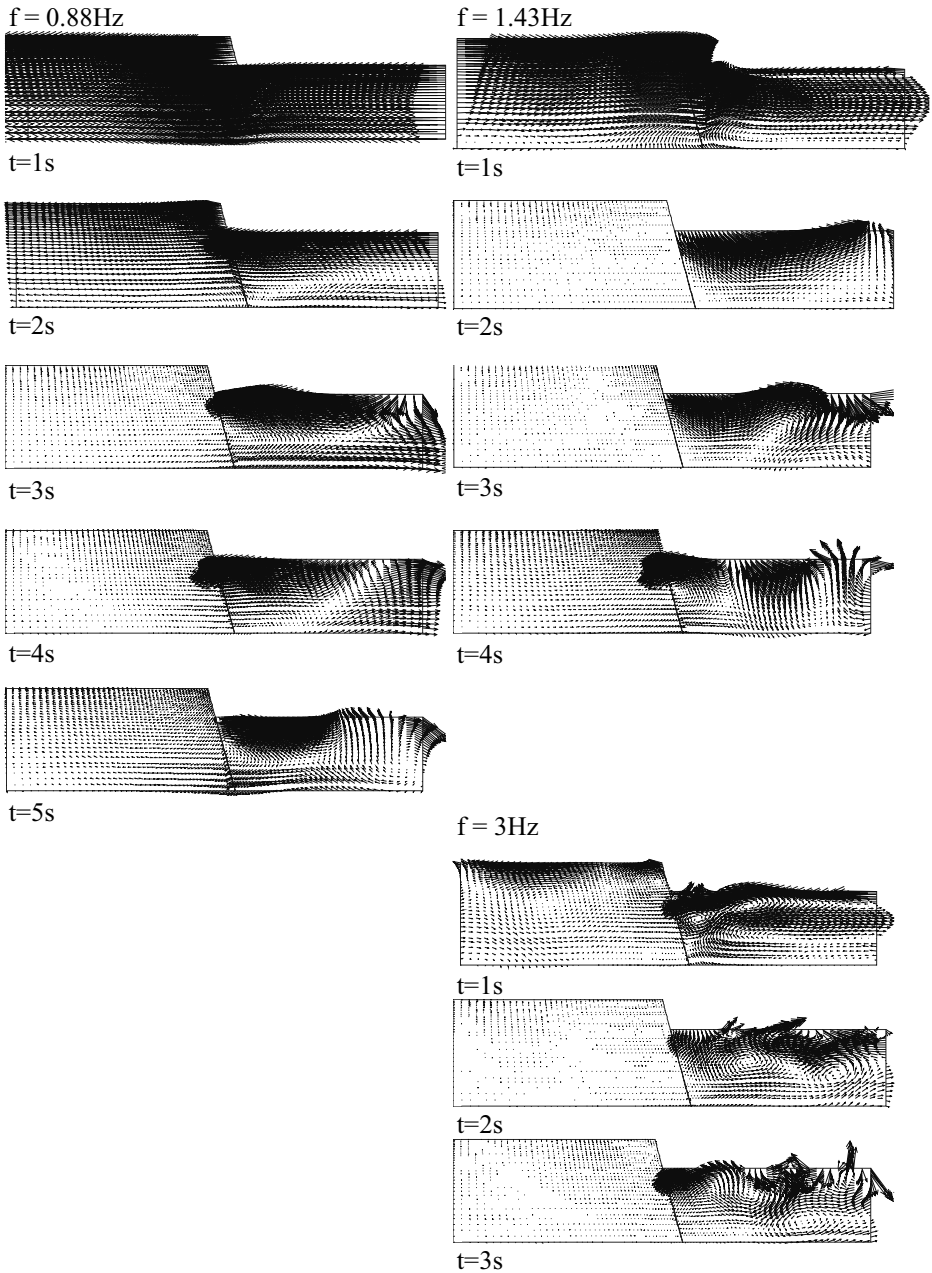 f = 0.88Hz
t=1s
t=2s
t=3s
t=4s
t=5s
f = 1.43Hz
t=1s
t=2s
t=3s
t=4s
f = 3Hz
t=1s
t=2s
t=3s